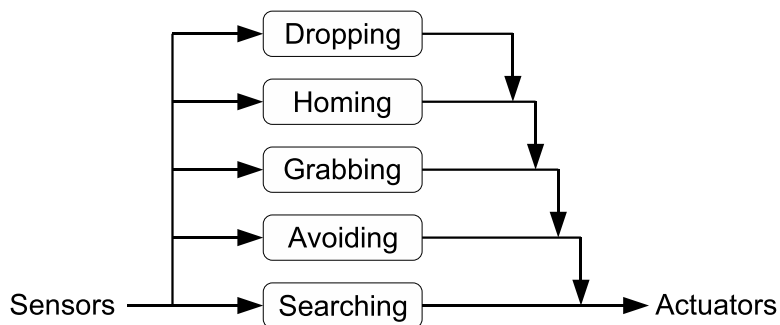 Dropping
Homing
Grabbing
Avoiding
Sensors Searching Actuators